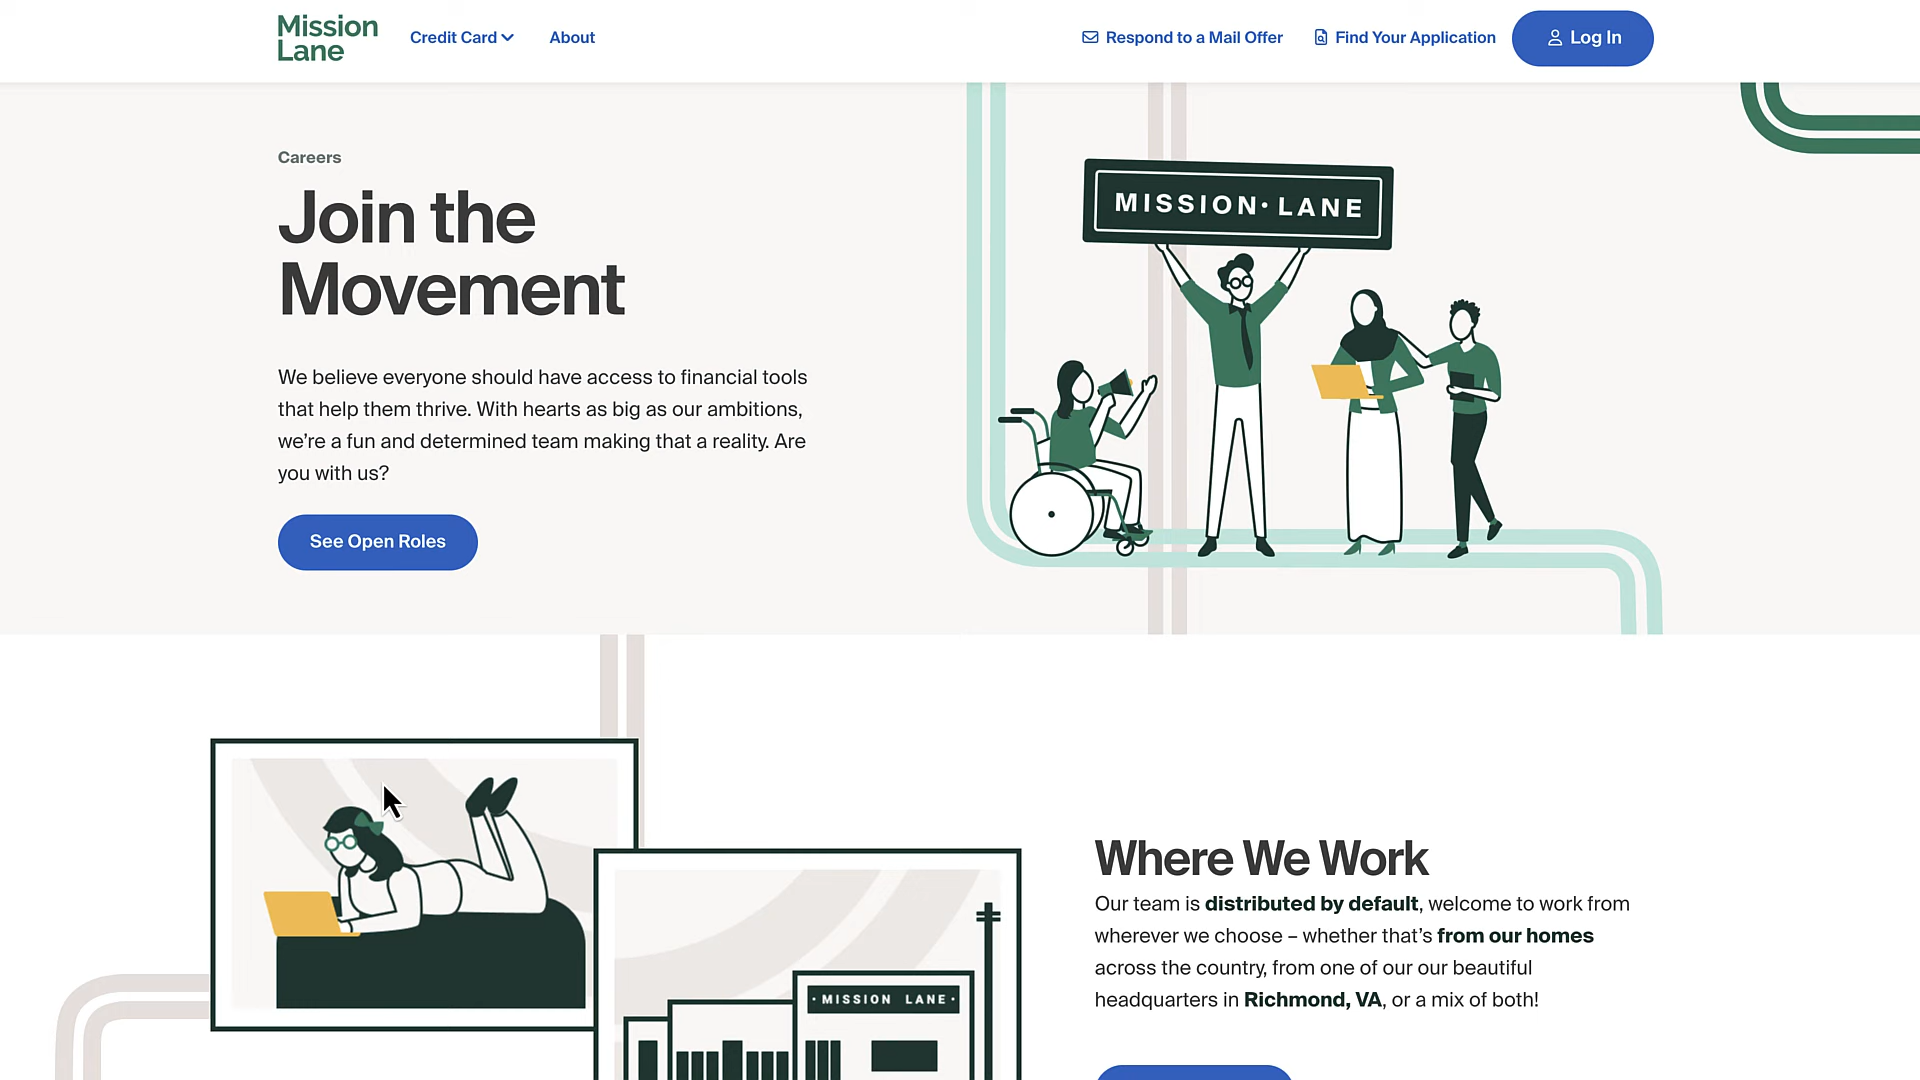 Mission
Lane
Credit Card
About
Respond to a Mail Offer
Find Your Application
Log In
Careers
Join the
Movement
We believe everyone should have access to financial tools
that help them thrive. With hearts as big as our ambitions,
we’re a fun and determined team making that a reality. Are
you with us?
See Open Roles
MISSION·LANE
Where We Work
Our team is distributed by default, welcome to work from
wherever we choose – whether that’s from our homes
across the country, from one of our our beautiful
headquarters in Richmond, VA, or a mix of both!
· MISSION LANE ·